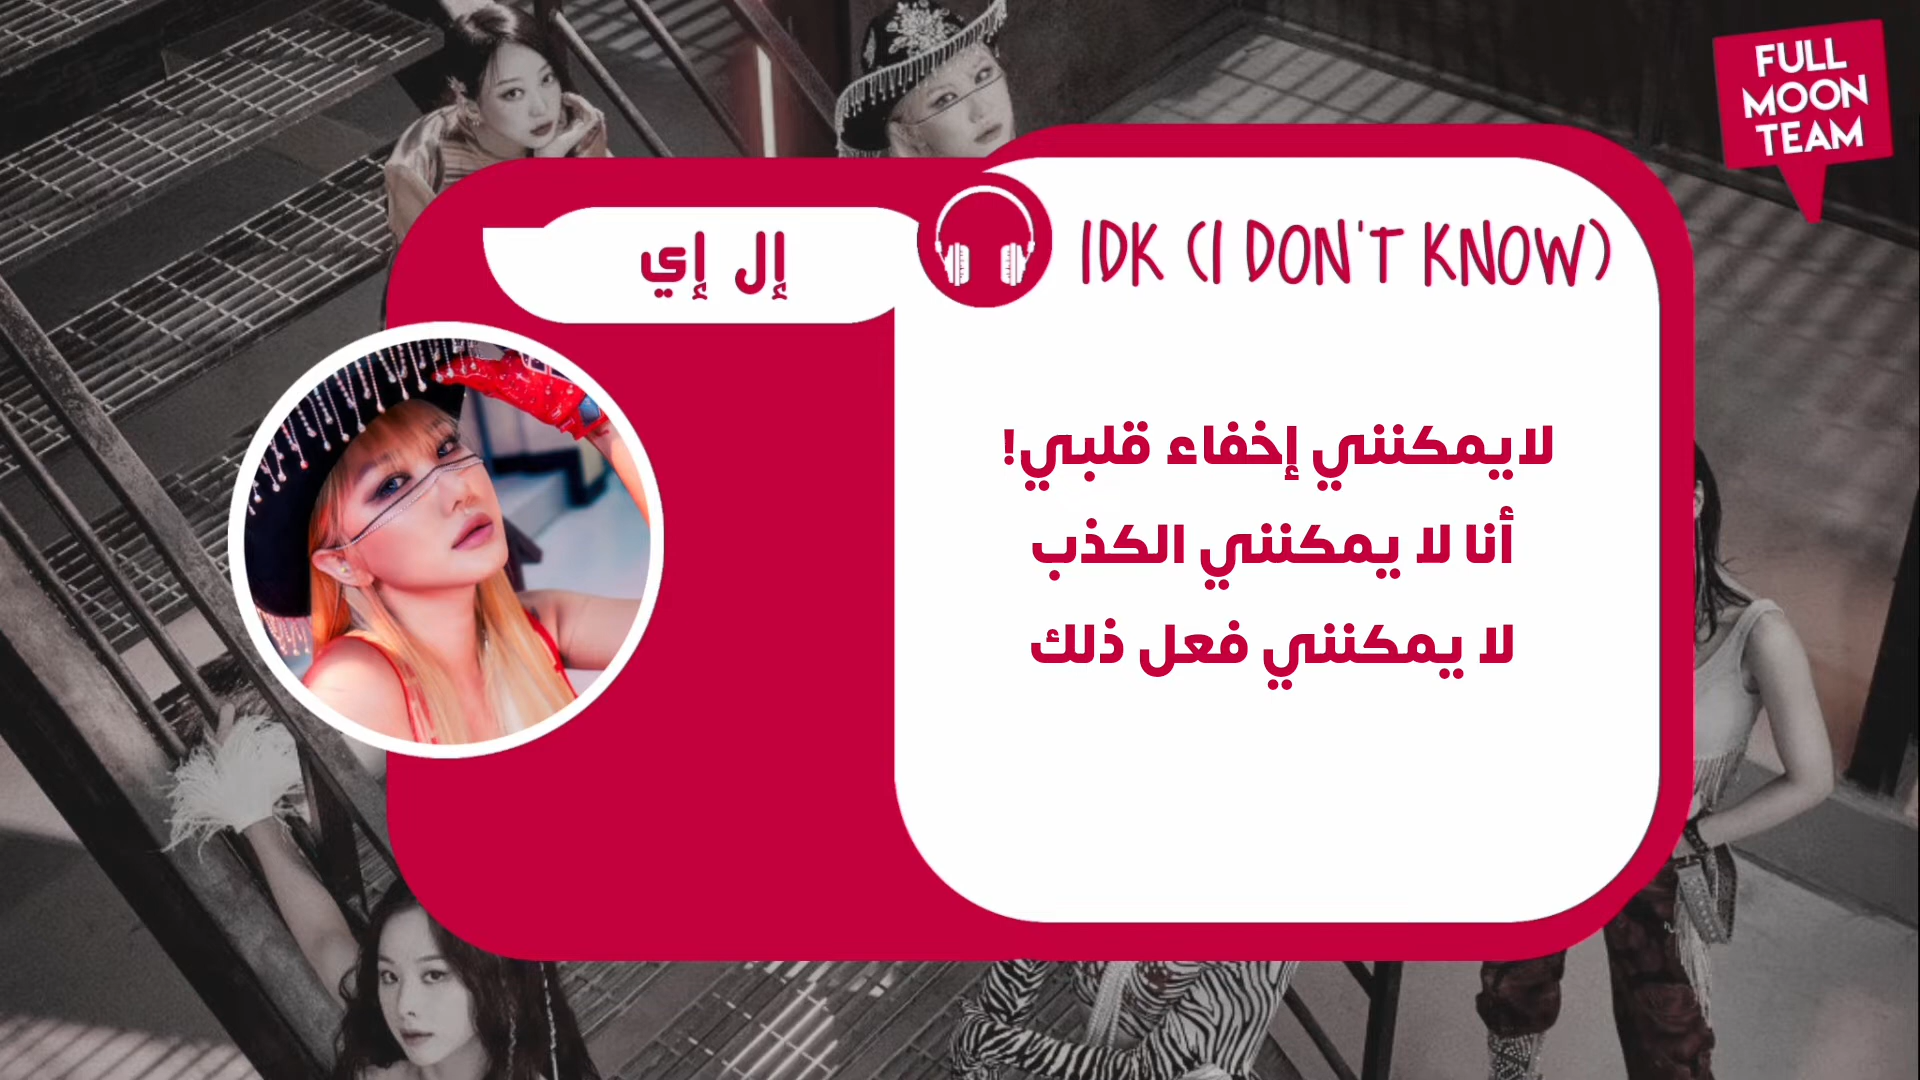 FULL
MOON
TEAM
IDK (I DON'T KNOW)
إل إي
لايمكنني إخفاء قلبي!
أنا لا يمكنني الكذب
لا يمكنني فعل ذلك